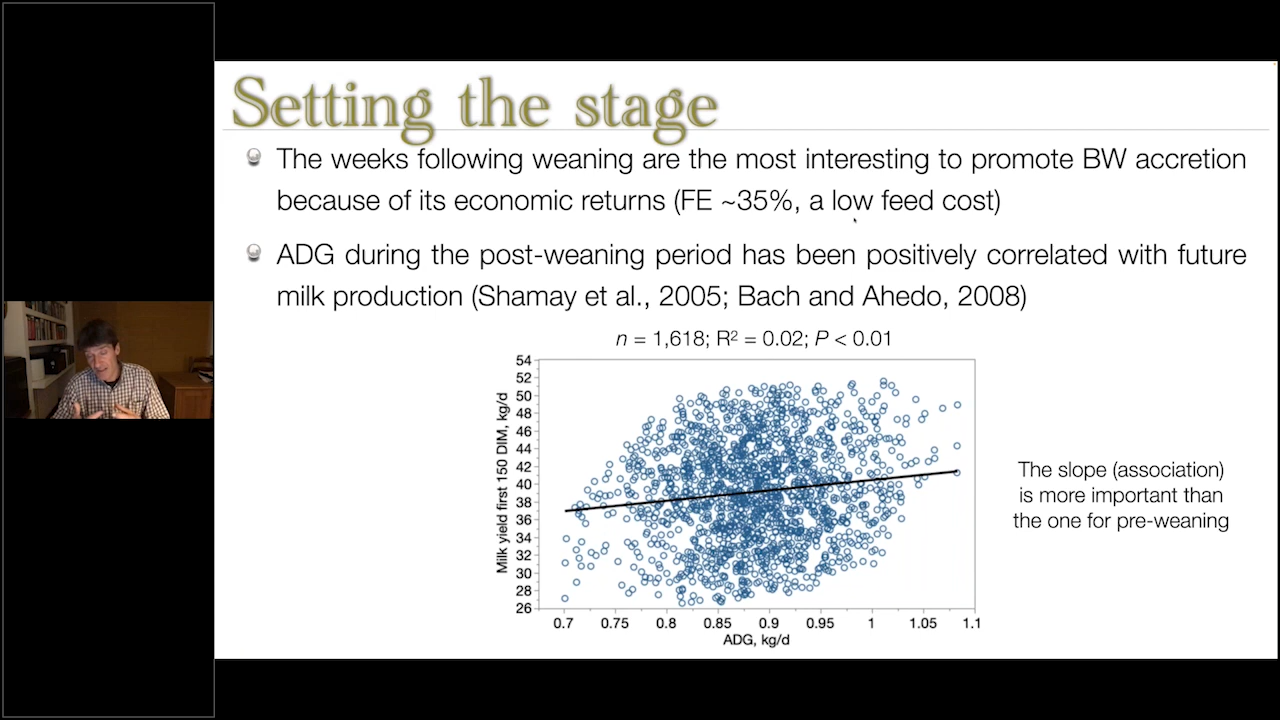 Setting the stage
The weeks following weaning are the most interesting to promote BW accretion
because of its economic returns (FE ~35%, a low feed cost)
ADG during the post-weaning period has been positively correlated with future
milk production (Shamay et al., 2005; Bach and Ahedo, 2008)
n = 1,618; R² = 0.02; P < 0.01
Milk yield first 150 DIM, kg/d
54
52
50
48
46
44
42
40
38
36
34
32
30
28
26
0.7 0.75 0.8 0.85 0.9 0.95 1 1.05 1.1
ADG, kg/d
The slope (association)
is more important than
the one for pre-weaning